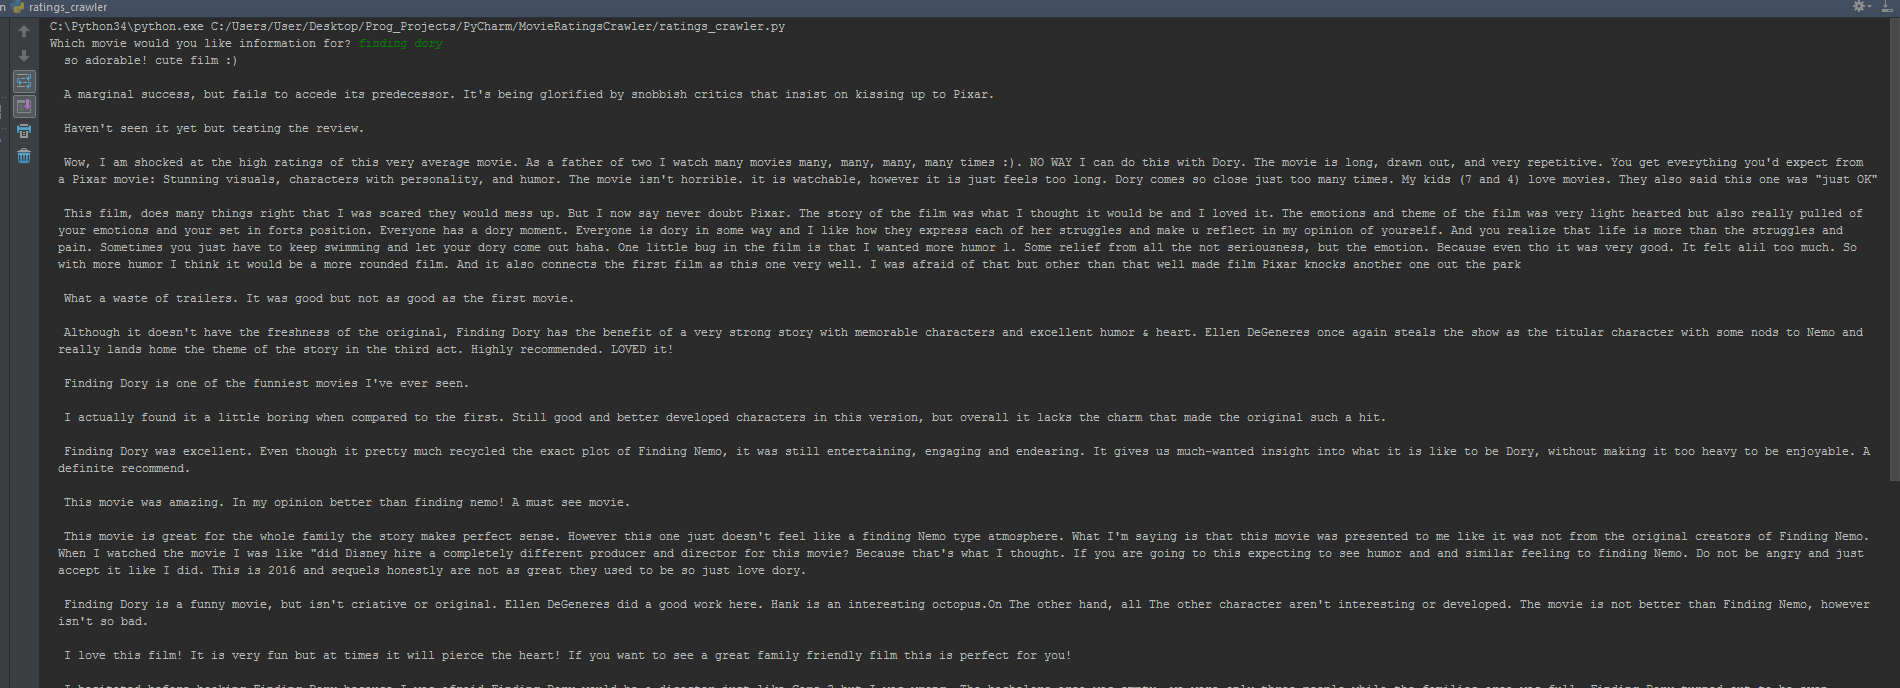 ratings_crawler
C:\Python34\python.exe C:/Users/User/Desktop/Prog_Projects/PyCharm/MovieRatingsCrawler/ratings_crawler.py
Which movie would you like information for? finding dory
so adorable! cute film :)
A marginal success, but fails to accede its predecessor. It's being glorified by snobbish critics that insist on kissing up to Pixar.
Haven't seen it yet but testing the review.
Wow, I am shocked at the high ratings of this very average movie. As a father of two I watch many movies many, many, many, many times :). NO WAY I can do this with Dory. The movie is long, drawn out, and very repetitive. You get everything you'd expect from
a Pixar movie: Stunning visuals, characters with personality, and humor. The movie isn't horrible. it is watchable, however it is just feels too long. Dory comes so close just too many times. My kids (7 and 4) love movies. They also said this one was "just OK"
This film, does many things right that I was scared they would mess up. But I now say never doubt Pixar. The story of the film was what I thought it would be and I loved it. The emotions and theme of the film was very light hearted but also really pulled of
your emotions and your set in forts position. Everyone has a dory moment. Everyone is dory in some way and I like how they express each of her struggles and make u reflect in my opinion of yourself. And you realize that life is more than the struggles and
pain. Sometimes you just have to keep swimming and let your dory come out haha. One little bug in the film is that I wanted more humor l. Some relief from all the not seriousness, but the emotion. Because even tho it was very good. It felt alil too much. So
with more humor I think it would be a more rounded film. And it also connects the first film as this one very well. I was afraid of that but other than that well made film Pixar knocks another one out the park
What a waste of trailers. It was good but not as good as the first movie.
Although it doesn't have the freshness of the original, Finding Dory has the benefit of a very strong story with memorable characters and excellent humor & heart. Ellen DeGeneres once again steals the show as the titular character with some nods to Nemo and
really lands home the theme of the story in the third act. Highly recommended. LOVED it!
Finding Dory is one of the funniest movies I've ever seen.
I actually found it a little boring when compared to the first. Still good and better developed characters in this version, but overall it lacks the charm that made the original such a hit.
Finding Dory was excellent. Even though it pretty much recycled the exact plot of Finding Nemo, it was still entertaining, engaging and endearing. It gives us much-wanted insight into what it is like to be Dory, without making it too heavy to be enjoyable. A
definite recommend.
This movie was amazing. In my opinion better than finding nemo! A must see movie.
This movie is great for the whole family the story makes perfect sense. However this one just doesn't feel like a finding Nemo type atmosphere. What I'm saying is that this movie was presented to me like it was not from the original creators of Finding Nemo.
When I watched the movie I was like "did Disney hire a completely different producer and director for this movie? Because that's what I thought. If you are going to this expecting to see humor and and similar feeling to finding Nemo. Do not be angry and just
accept it like I did. This is 2016 and sequels honestly are not as great they used to be so just love dory.
Finding Dory is a funny movie, but isn't criative or original. Ellen DeGeneres did a good work here. Hank is an interesting octopus.On The other hand, all The other character aren't interesting or developed. The movie is not better than Finding Nemo, however
isn't so bad.
I love this film! It is very fun but at times it will pierce the heart! If you want to see a great family friendly film this is perfect for you!